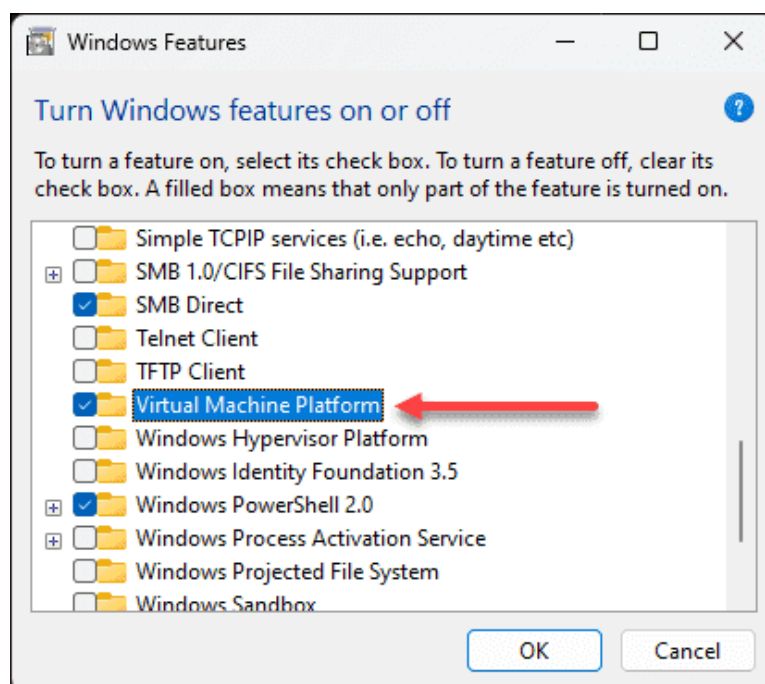 Windows Features
Turn Windows features on or off
?
To turn a feature on, select its check box. To turn a feature off, clear its
check box. A filled box means that only part of the feature is turned on.
Simple TCPIP services (i.e. echo, daytime etc)
SMB 1.0/CIFS File Sharing Support
SMB Direct
Telnet Client
TFTP Client
Virtual Machine Platform
Windows Hypervisor Platform
Windows Identity Foundation 3.5
Windows PowerShell 2.0
Windows Process Activation Service
Windows Projected File System
Windows Sandbox
OK Cancel